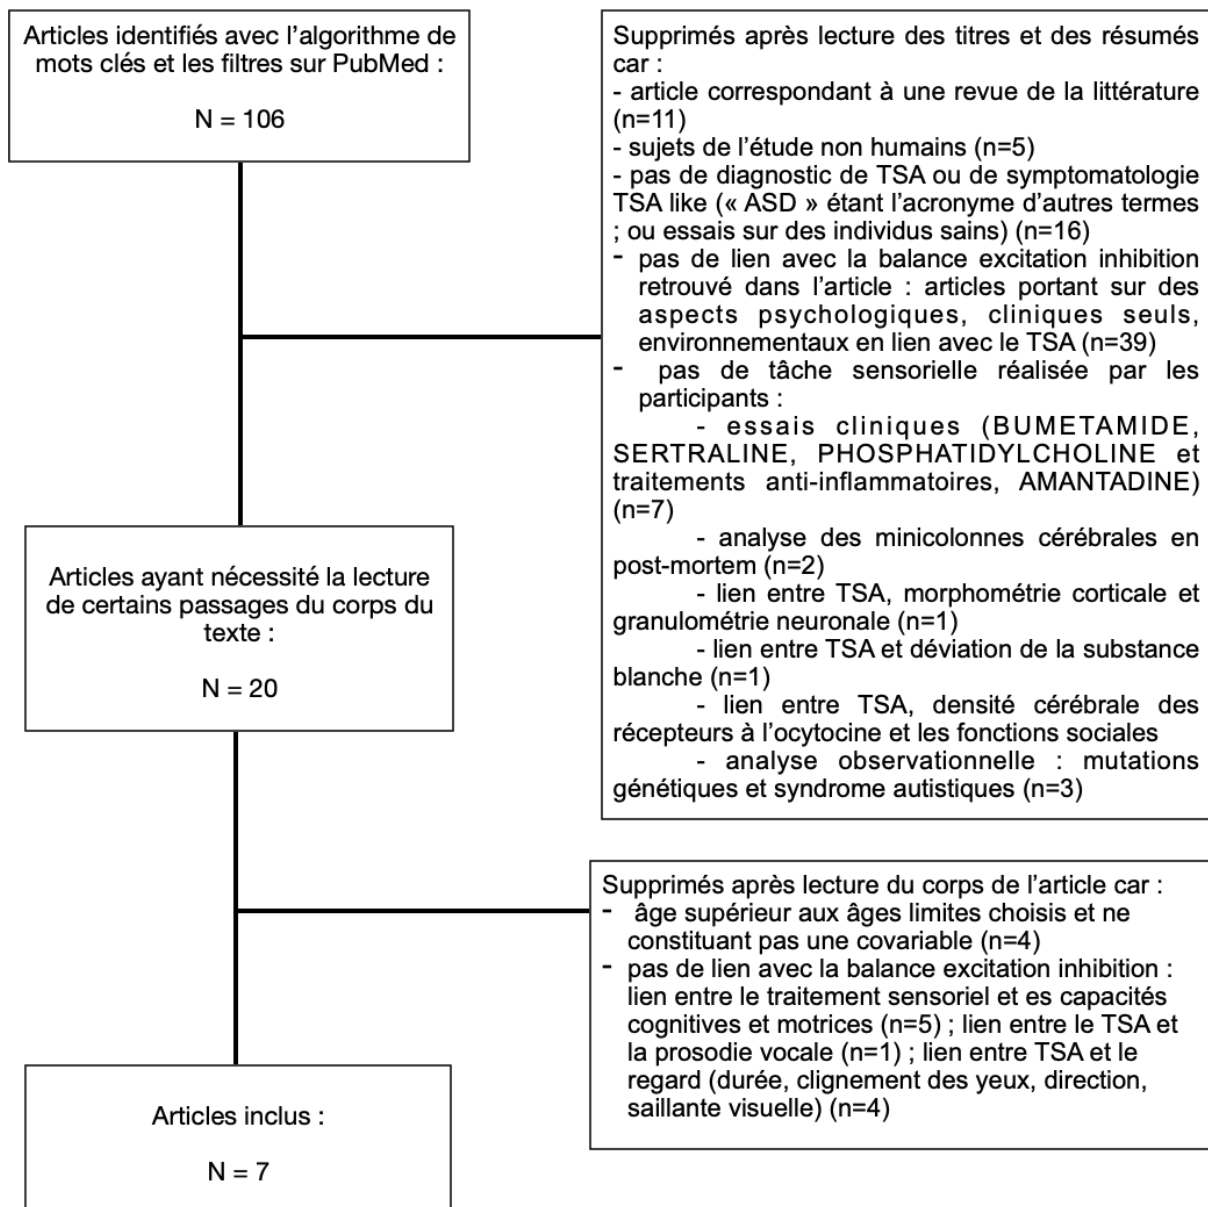 Articles identifiés avec l’algorithme de
mots clés et les filtres sur PubMed :
N = 106
Supprimés après lecture des titres et des résumés
car :
- article correspondant à une revue de la littérature
(n=11)
- sujets de l’étude non humains (n=5)
- pas de diagnostic de TSA ou de symptomatologie
TSA like (« ASD » étant l’acronyme d’autres termes
; ou essais sur des individus sains) (n=16)
- pas de lien avec la balance excitation inhibition
retrouvé dans l’article : articles portant sur des
aspects psychologiques, cliniques seuls,
environnementaux en lien avec le TSA (n=39)
- pas de tâche sensorielle réalisée par les
participants :
- essais cliniques (BUMETAMIDE,
SERTRALINE, PHOSPHATIDYLCHOLINE et
traitements anti-inflammatoires, AMANTADINE)
(n=7)
- analyse des minicolonnes cérébrales en
post-mortem (n=2)
- lien entre TSA, morphométrie corticale et
granulométrie neuronale (n=1)
- lien entre TSA et déviation de la substance
blanche (n=1)
- lien entre TSA, densité cérébrale des
récepteurs à l’ocytocine et les fonctions sociales
- analyse observationnelle : mutations
génétiques et syndrome autistiques (n=3)
Articles ayant nécessité la lecture
de certains passages du corps du
texte :
N = 20
Supprimés après lecture du corps de l’article car :
- âge supérieur aux âges limites choisis et ne
constituant pas une covariable (n=4)
- pas de lien avec la balance excitation inhibition :
lien entre le traitement sensoriel et es capacités
cognitives et motrices (n=5) ; lien entre le TSA et
la prosodie vocale (n=1) ; lien entre TSA et le
regard (durée, clignement des yeux, direction,
saillante visuelle) (n=4)
Articles inclus :
N = 7